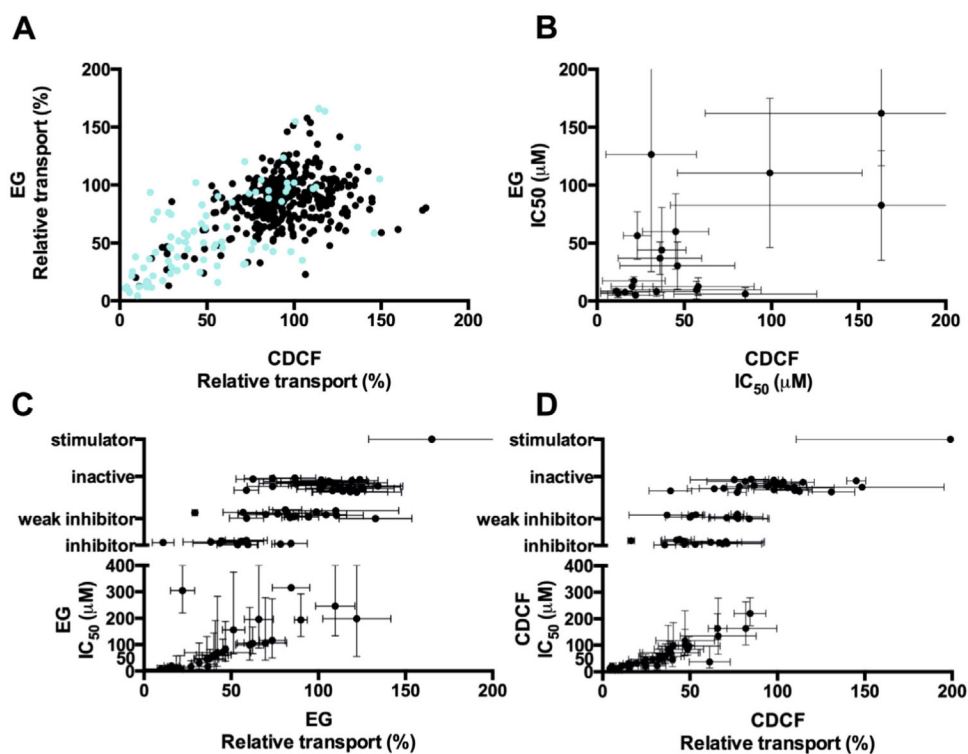 A
EG
Relative transport (%)
200
150
100
50
0
0 50 100 150 200
CDCF
Relative transport (%)
B
EG
IC50 (µM)
200
150
100
50
0
0 50 100 150 200
CDCF
IC50 (µM)
C
stimulator
inactive
weak inhibitor
inhibitor
EG
IC50 (µM)
400
300
200
100
50
0
0 50 100 150 200
EG
Relative transport (%)
D
stimulator
inactive
weak inhibitor
inhibitor
CDCF
IC50 (µM)
400
300
200
100
50
0
0 50 100 150 200
CDCF
Relative transport (%)